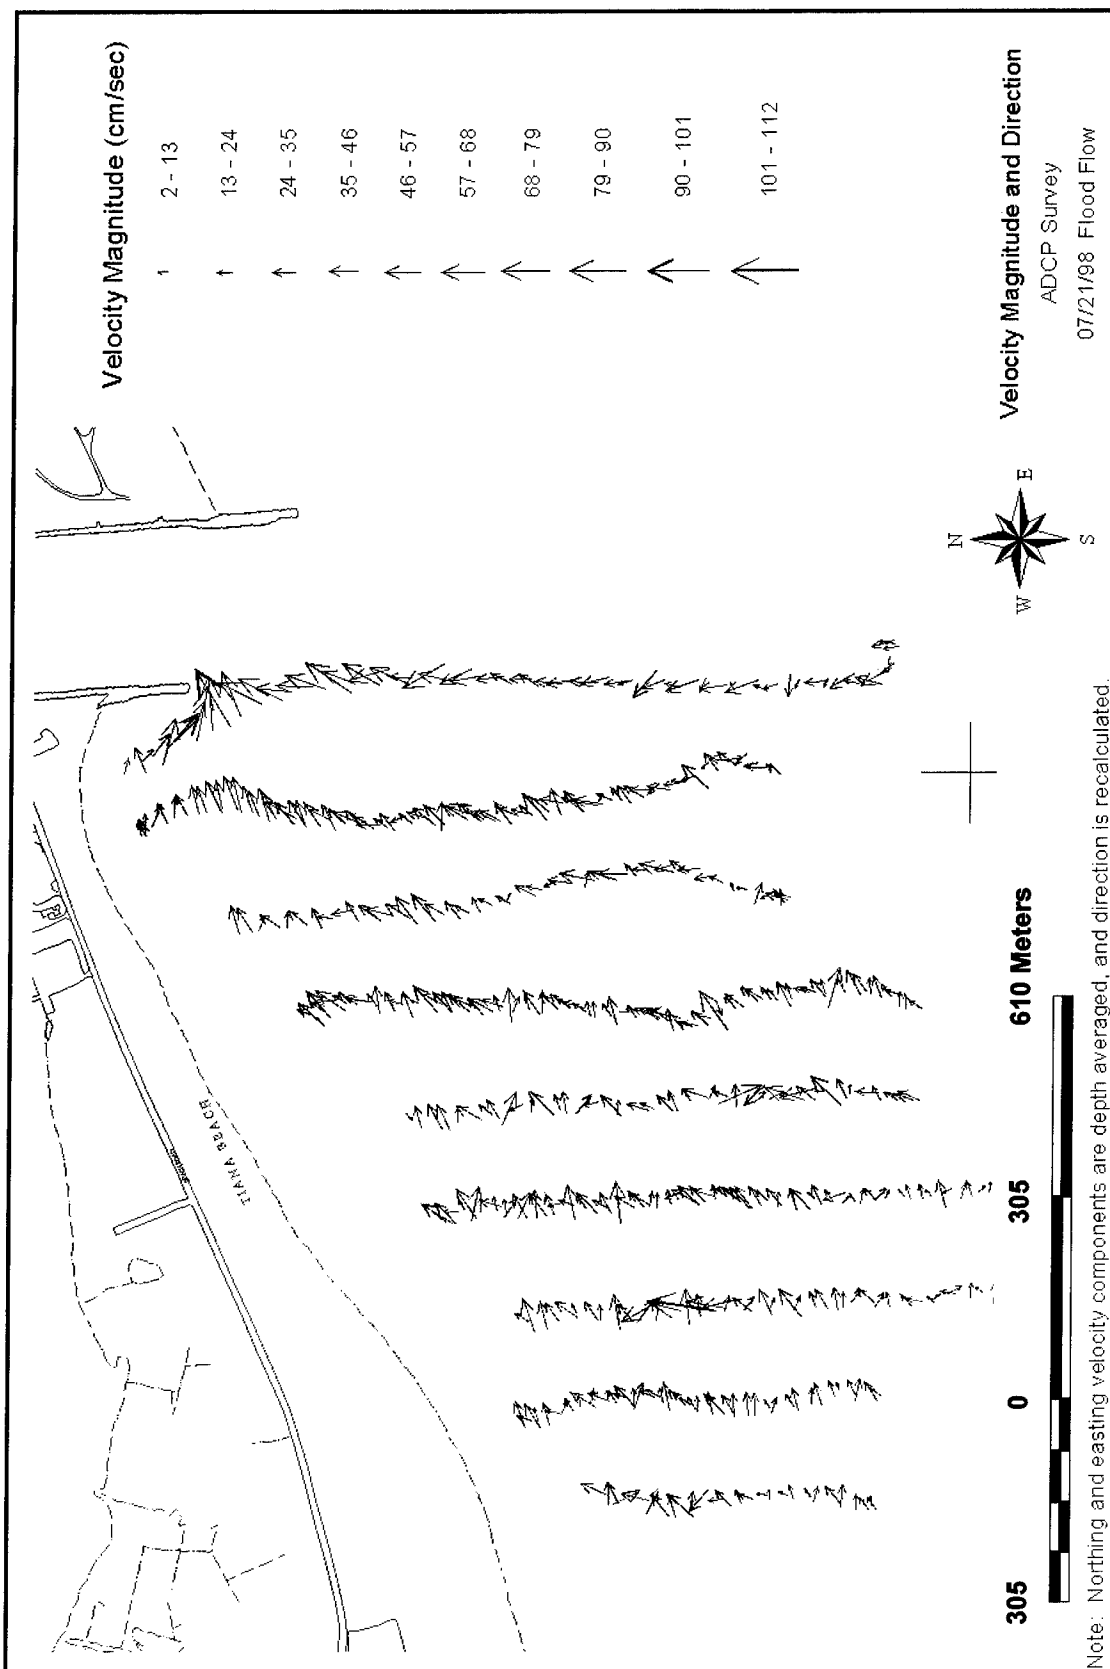 Velocity Magnitude (cm/sec)
2 - 13
13 - 24
24 - 35
35 - 46
46 - 57
57 - 68
68 - 79
79 - 90
90 - 101
101 - 112
TIANA BEACH
N
W E
S
Velocity Magnitude and Direction
ADCP Survey
07/21/98 Flood Flow
305 0 305 610 Meters
Note: Northing and easting velocity components are depth averaged, and direction is recalculated.